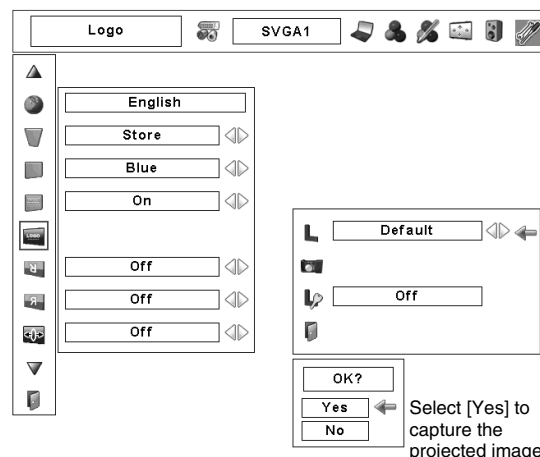 Logo
SVGA1
English
Store
Blue
On
LOGO
Off
Off
Off
Default
Off
OK?
Yes
No
Select [Yes] to
capture the
projected image